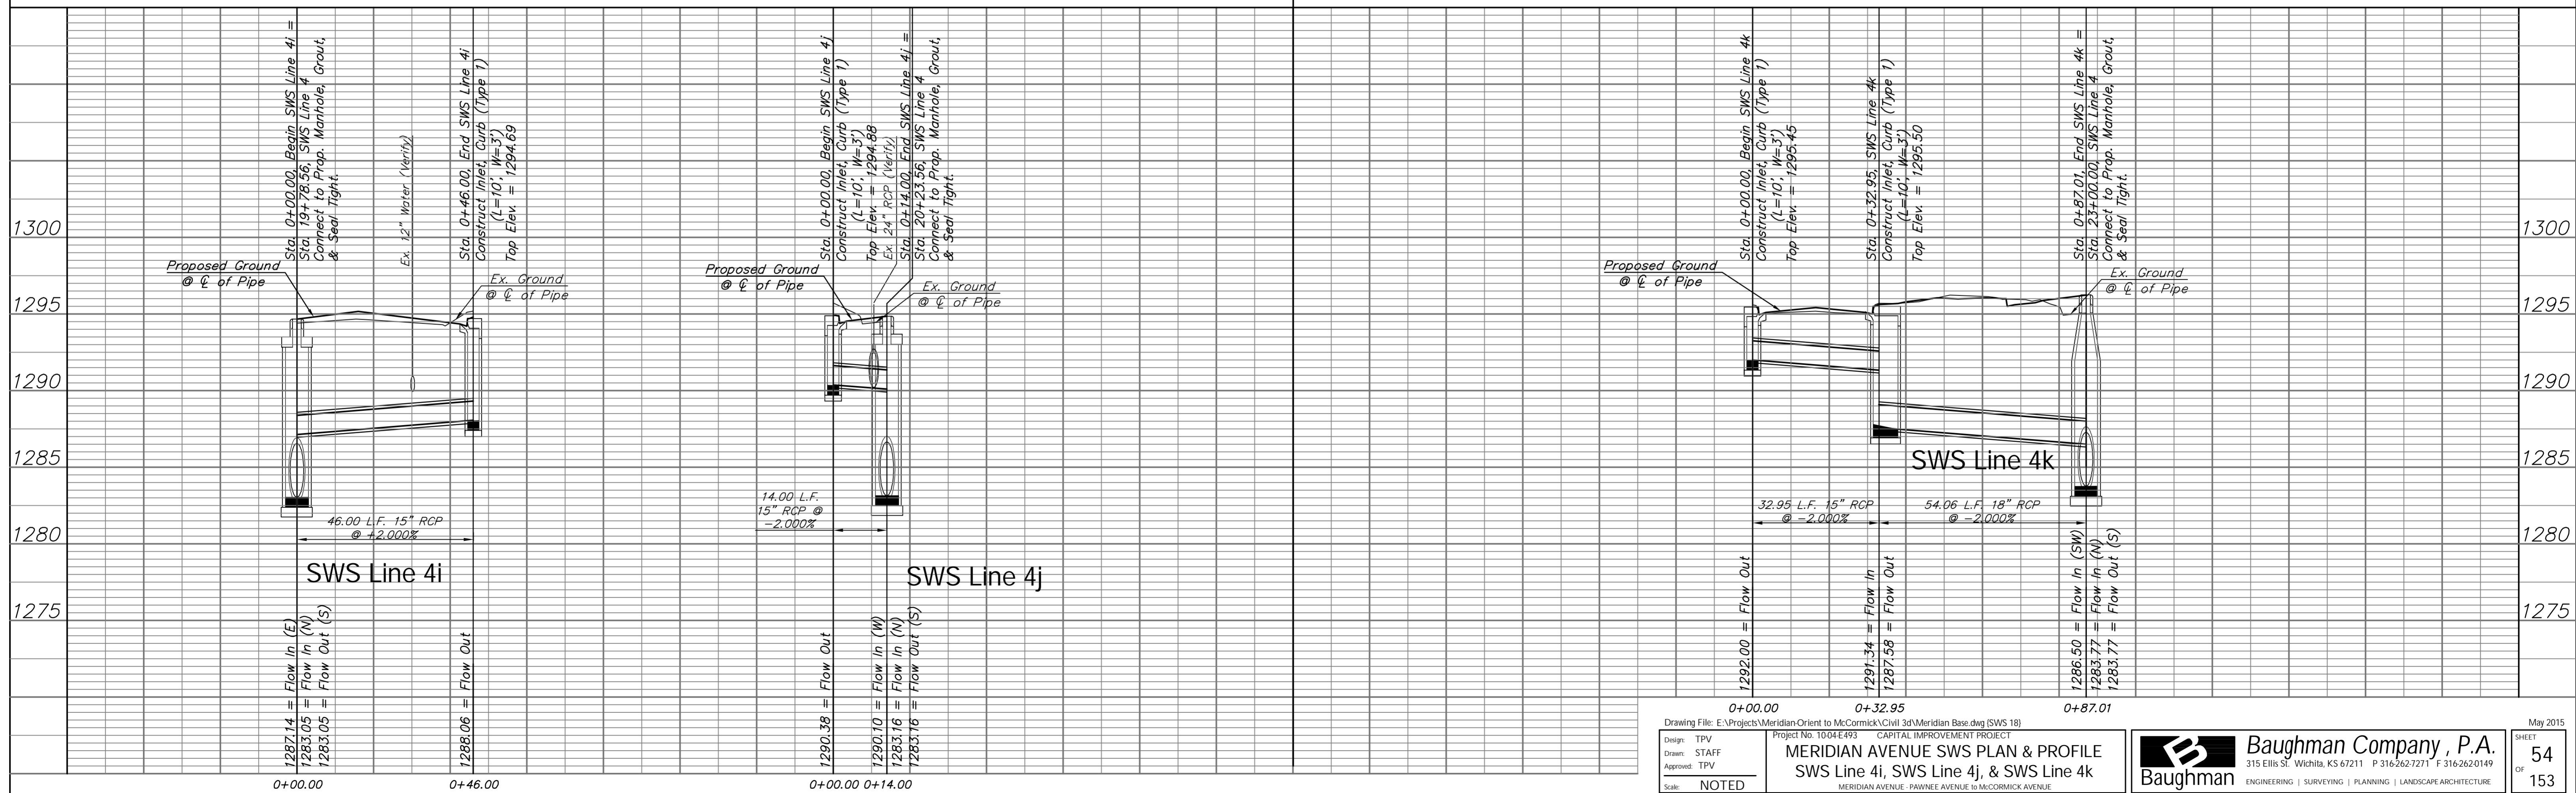 Sta. 0+00.00, Begin SWS Line 4i =
Sta. 19+78.56, SWS Line 4
Connect to Prop. Manhole, Grout,
& Seal Tight.
Ex. 12" Water (Verify)
Sta. 0+46.00, End SWS Line 4i
Construct Inlet, Curb (Type 1)
(L=10', W=3')
Top Elev. = 1294.69
Sta. 0+00.00, Begin SWS Line 4j
Construct Inlet, Curb (Type 1)
(L=10', W=3')
Top Elev. = 1294.88
Ex. 24" RCP (Verify)
Sta. 0+14.00, End SWS Line 4j =
Sta. 20+23.56, SWS Line 4
Connect to Prop. Manhole, Grout,
& Seal Tight.
Sta. 0+00.00, Begin SWS Line 4k
Construct Inlet, Curb (Type 1)
(L=10', W=3')
Top Elev. = 1295.45
Sta. 0+32.95, SWS Line 4k
Construct Inlet, Curb (Type 1)
(L=10', W=3')
Top Elev. = 1295.50
Sta. 0+87.01, End SWS Line 4k =
Sta. 23+00.00, SWS Line 4
Connect to Prop. Manhole, Grout,
& Seal Tight.
1300
1295
1290
1285
1280
1275
1300
1295
1290
1285
1280
1275
Proposed Ground
@ ℄ of Pipe
Ex. Ground
@ ℄ of Pipe
46.00 L.F. 15" RCP
@ +2.000%
SWS Line 4i
1287.14 = Flow In (E)
1283.05 = Flow In (N)
1283.05 = Flow Out (S)
1288.06 = Flow Out
0+00.00
0+46.00
Proposed Ground
@ ℄ of Pipe
Ex. Ground
@ ℄ of Pipe
14.00 L.F.
15" RCP @
-2.000%
SWS Line 4j
1290.38 = Flow Out
1290.10 = Flow In (W)
1283.16 = Flow In (N)
1283.16 = Flow Out (S)
0+00.00
0+14.00
Proposed Ground
@ ℄ of Pipe
Ex. Ground
@ ℄ of Pipe
SWS Line 4k
32.95 L.F. 15" RCP
@ -2.000%
54.06 L.F. 18" RCP
@ -2.000%
1292.00 = Flow Out
1291.34 = Flow In
1287.58 = Flow Out
1286.50 = Flow In (SW)
1283.77 = Flow In (N)
1283.77 = Flow Out (S)
0+00.00
0+32.95
0+87.01
Drawing File: E:\Projects\Meridian-Orient to McCormick\Civil 3d\Meridian Base.dwg (SWS 18)
May 2015
Design: TPV
Drawn: STAFF
Approved: TPV
Scale: NOTED
Project No. 10-04-E493 CAPITAL IMPROVEMENT PROJECT
MERIDIAN AVENUE SWS PLAN & PROFILE
SWS Line 4i, SWS Line 4j, & SWS Line 4k
MERIDIAN AVENUE - PAWNEE AVENUE to McCORMICK AVENUE
Baughman
Baughman Company, P.A.
315 Ellis St. Wichita, KS 67211 P 316-262-7271 F 316-262-0149
ENGINEERING | SURVEYING | PLANNING | LANDSCAPE ARCHITECTURE
SHEET
54
OF
153